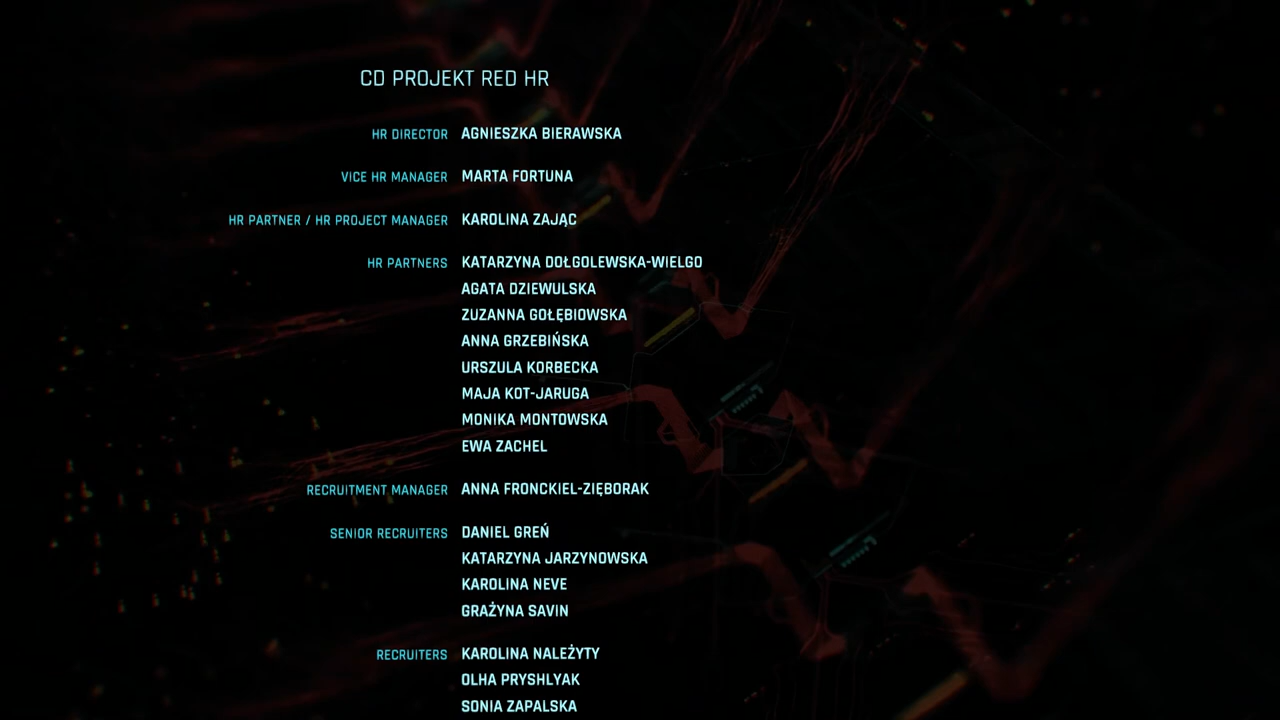 CD PROJEKT RED HR
HR DIRECTOR AGNIESZKA BIERAWSKA
VICE HR MANAGER MARTA FORTUNA
HR PARTNER / HR PROJECT MANAGER KAROLINA ZAJĄC
HR PARTNERS KATARZYNA DOŁGOLEWSKA-WIELGO
AGATA DZIEWULSKA
ZUZANNA GOŁĘBIOWSKA
ANNA GRZEBIŃSKA
URSZULA KORBECKA
MAJA KOT-JARUGA
MONIKA MONTOWSKA
EWA ZACHEL
RECRUITMENT MANAGER ANNA FRONCKIEL-ZIĘBORAK
SENIOR RECRUITERS DANIEL GREŃ
KATARZYNA JARZYNOWSKA
KAROLINA NEVE
GRAŻYNA SAVIN
RECRUITERS KAROLINA NALEŻYTY
OLHA PRYSHLYAK
SONIA ZAPALSKA